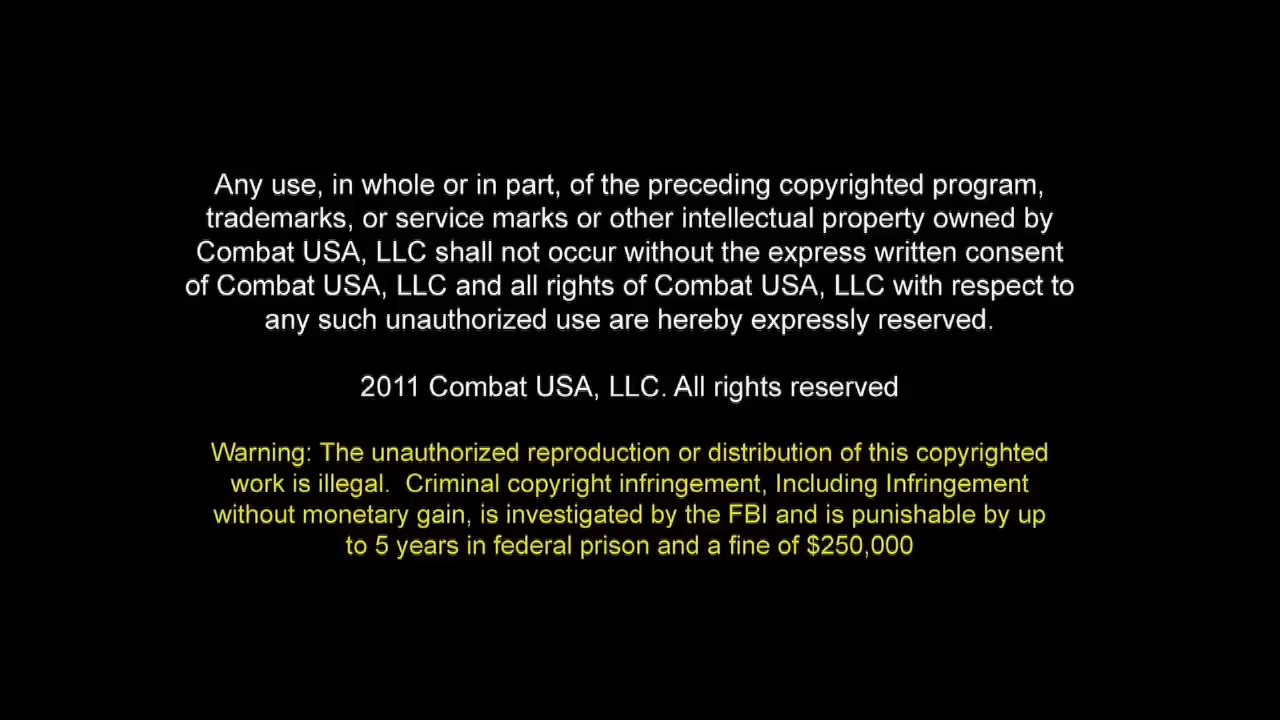 Any use, in whole or in part, of the preceding copyrighted program,
trademarks, or service marks or other intellectual property owned by
Combat USA, LLC shall not occur without the express written consent
of Combat USA, LLC and all rights of Combat USA, LLC with respect to
any such unauthorized use are hereby expressly reserved.
2011 Combat USA, LLC. All rights reserved
Warning: The unauthorized reproduction or distribution of this copyrighted
work is illegal.  Criminal copyright infringement, Including Infringement
without monetary gain, is investigated by the FBI and is punishable by up
to 5 years in federal prison and a fine of $250,000